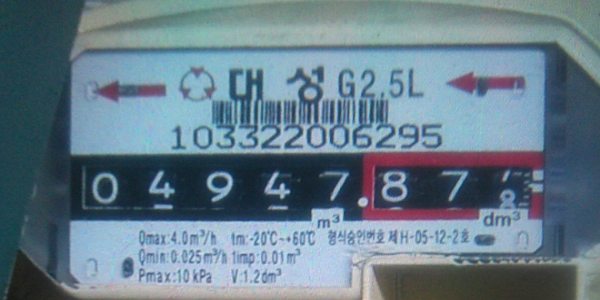 대 성 G2.5L
103322006295
04947.87
m³ dm³
Qmax:4.0m³/h tm:-20℃~+60℃ 형식승인번호 제H-05-12-2호
Qmin:0.025m³/h 1imp:0.01m³
Pmax:10 kPa V:1.2dm³